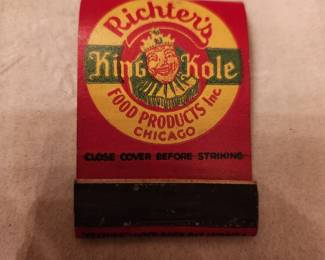 Richter's
King Kole
FOOD PRODUCTS Inc
CHICAGO
CLOSE COVER BEFORE STRIKING